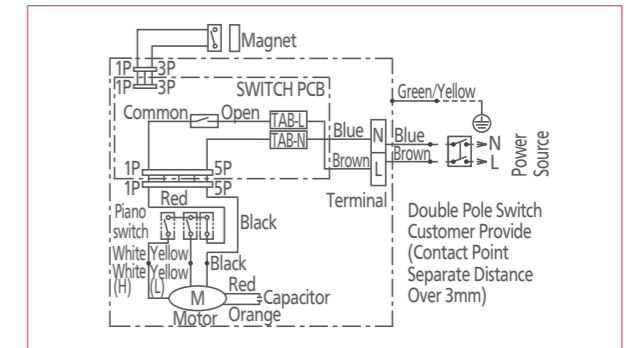 Magnet
1P 3P
1P 3P
SWITCH PCB
Green/Yellow
Common Open TAB-L
TAB-N
Blue N Blue N
Brown L Brown L
Power
Source
1P 5P
1P 5P
Terminal
Red
Piano
switch
Black
White Yellow
Black
White Yellow
(H) (L)
Red
M
Capacitor
Motor Orange
Double Pole Switch
Customer Provide
(Contact Point
Separate Distance
Over 3mm)